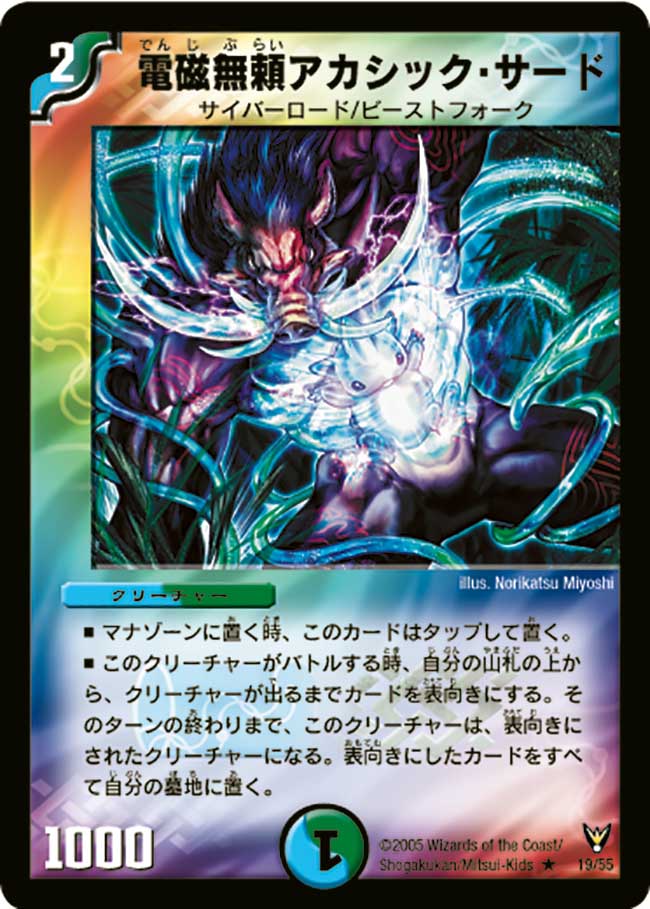 2
でんじぶらい
電磁無頼アカシック・サード
サイバーロード/ビーストフォーク
illus. Norikatsu Miyoshi
クリーチャー
■ マナゾーンに置く時、このカードはタップして置く。
■ このクリーチャーがバトルする時、自分の山札の上か
ら、クリーチャーが出るまでカードを表向きにする。そ
のターンの終わりまで、このクリーチャーは、表向きに
されたクリーチャーになる。表向きにしたカードをすべ
て自分の墓地に置く。
1000
1
©2005 Wizards of the Coast/
Shogakukan/Mitsui-Kids ★ 19/55